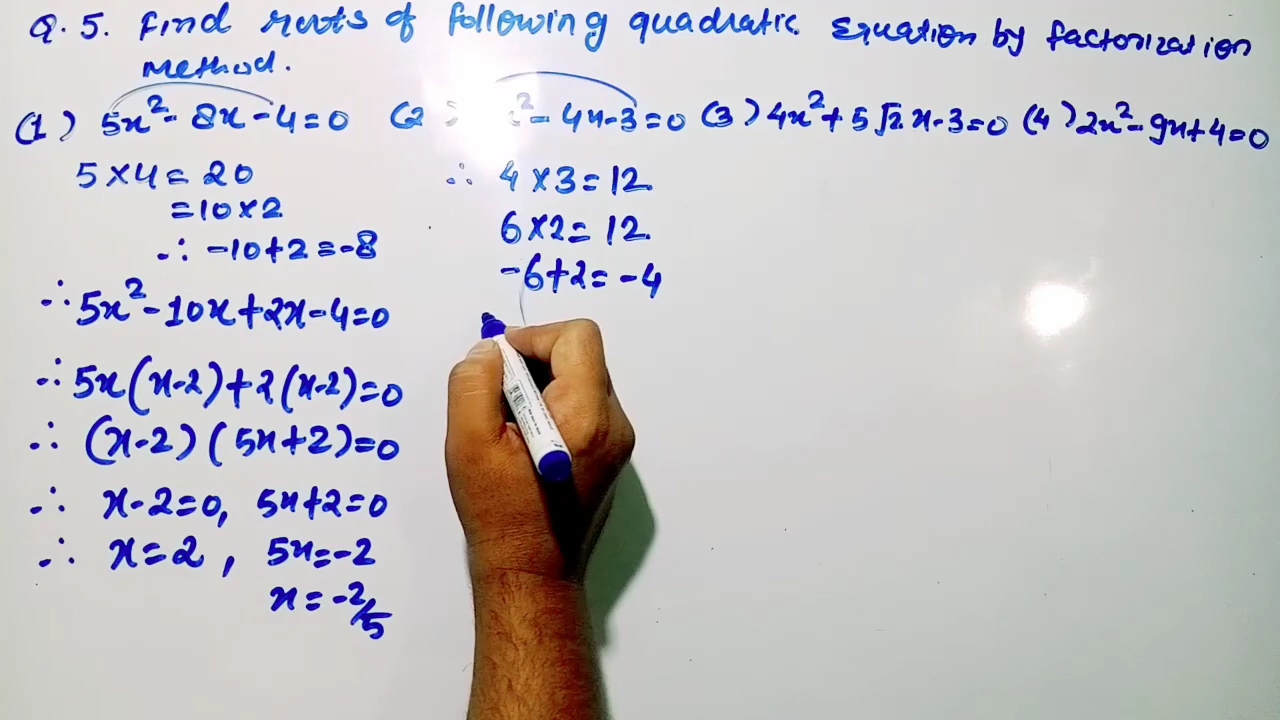 Q.5. Find roots of following quadratic Equation by factorization
method.
(1) 5x² - 8x - 4 = 0 (2) ² - 4x - 3 = 0 (3) 4x² + 5√2 x - 3 = 0 (4) 2x² - 9x + 4 = 0
5 × 4 = 20
= 10 × 2
∴ -10 + 2 = -8
∴ 5x² - 10x + 2x - 4 = 0
∴ 5x(x-2) + 2(x-2) = 0
∴ (x-2)(5x+2) = 0
∴ x-2=0, 5x+2=0
∴ x=2, 5x=-2
x = -2/5
∴ 4 × 3 = 12
6 × 2 = 12
-6 + 2 = -4